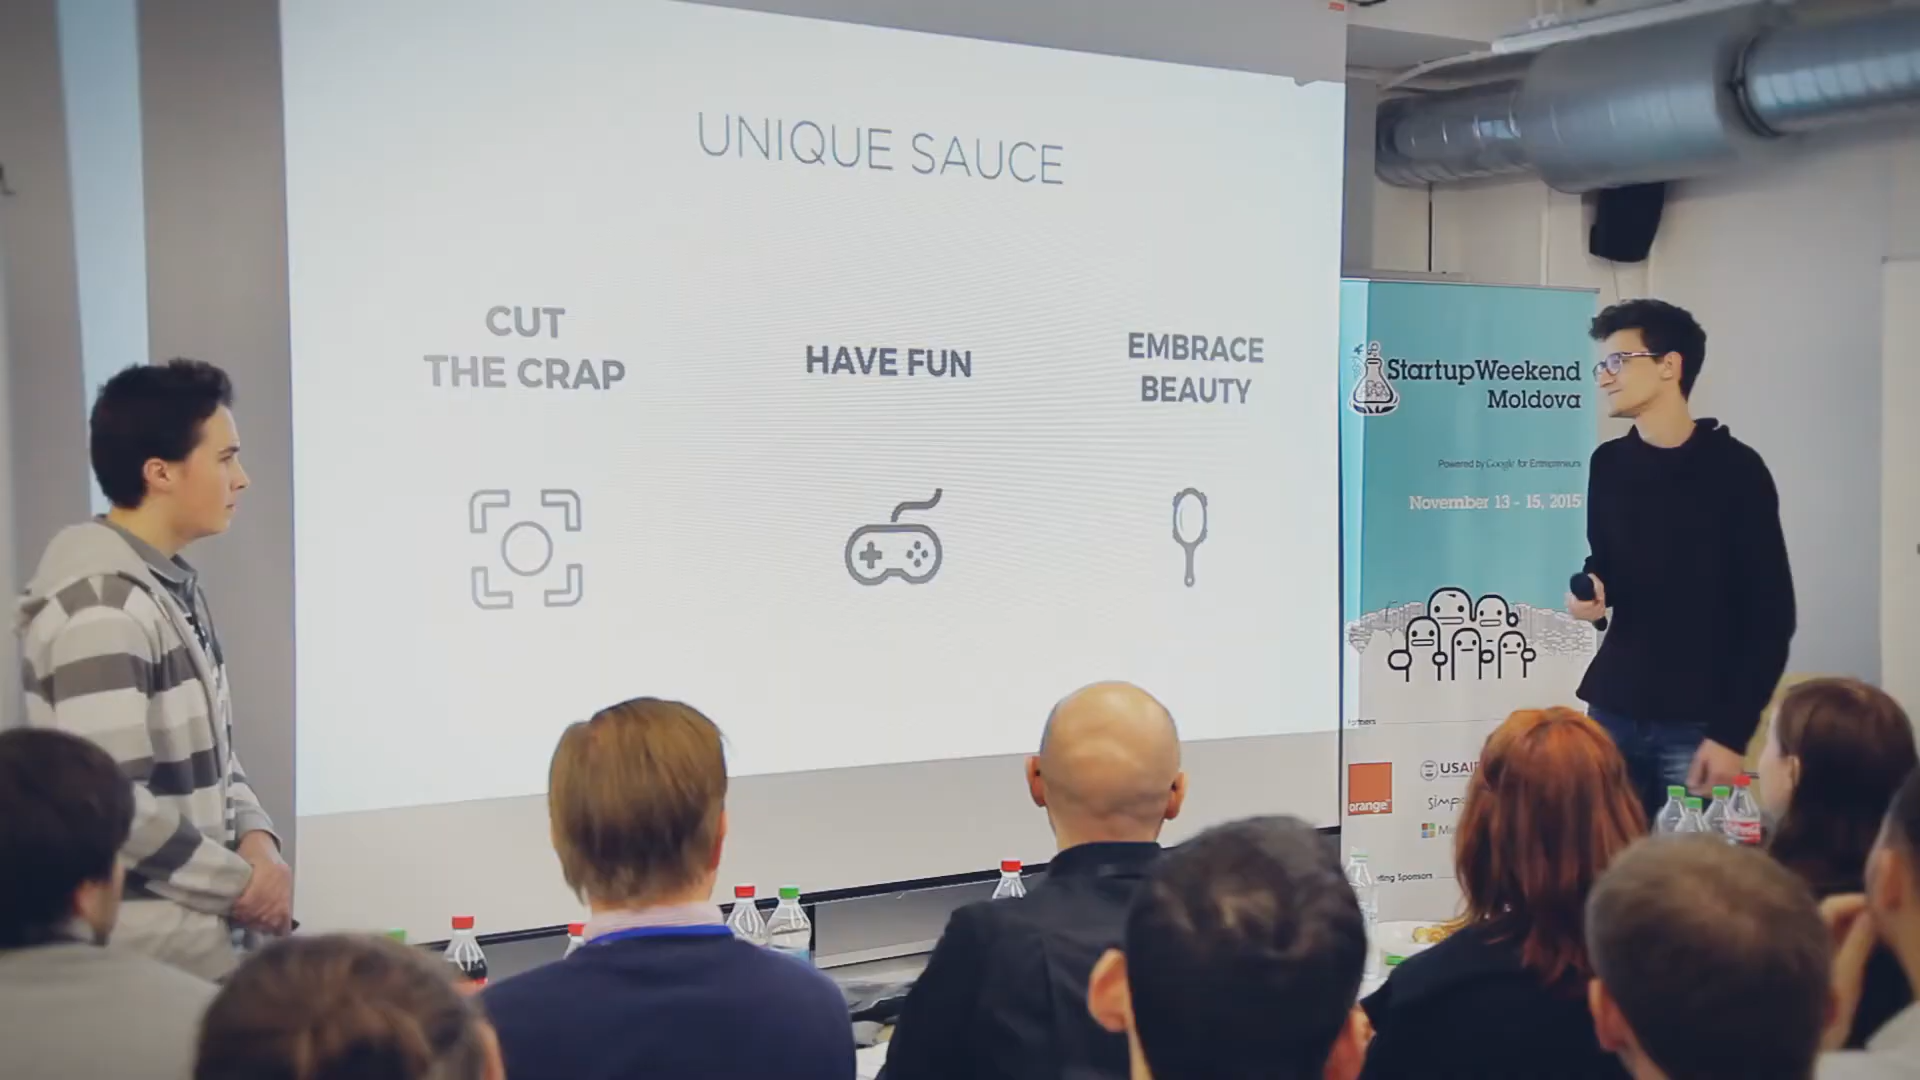 UNIQUE SAUCE
CUT
THE CRAP
HAVE FUN
EMBRACE
BEAUTY
StartupWeekend
Moldova
Powered by Google for Entrepreneurs
November 13 - 15, 2015
orange
USAID